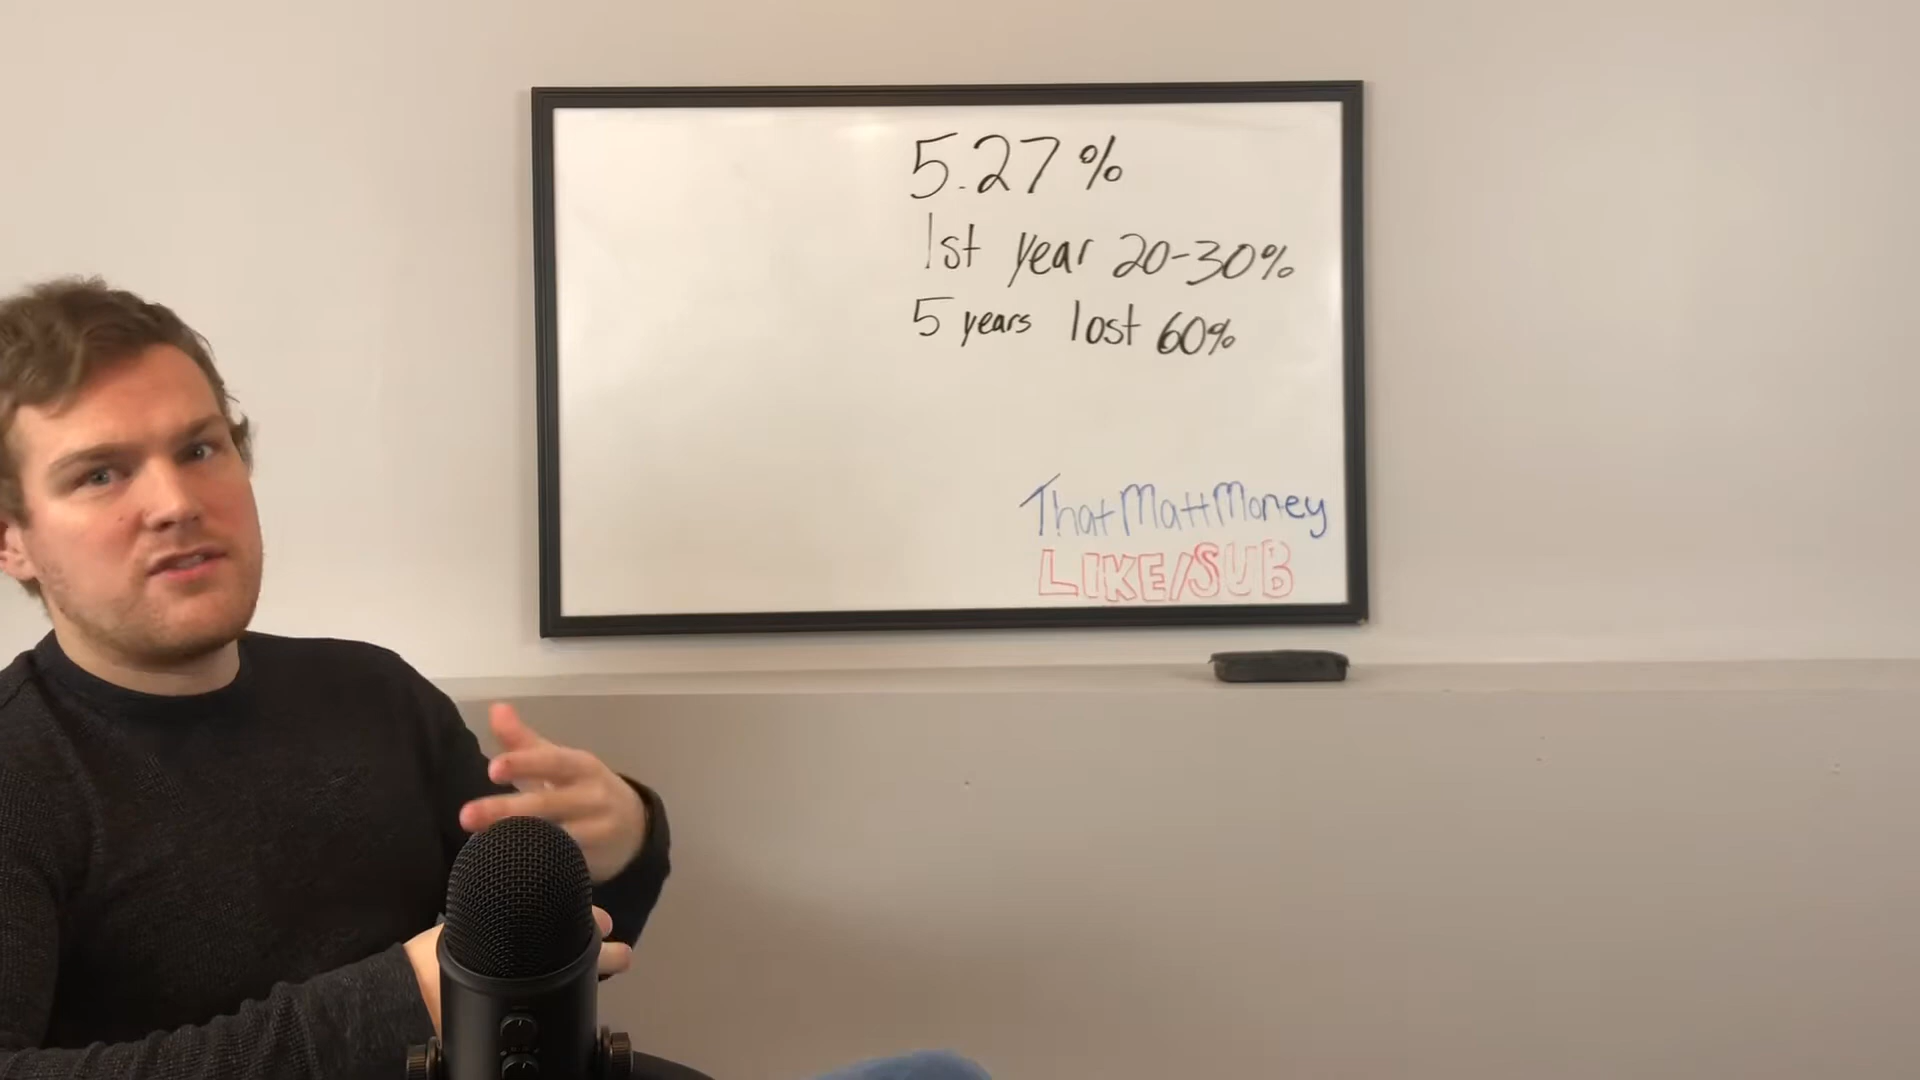 5.27%
1st year 20-30%
5 years lost 60%
ThatMattMoney
LIKE/SUB